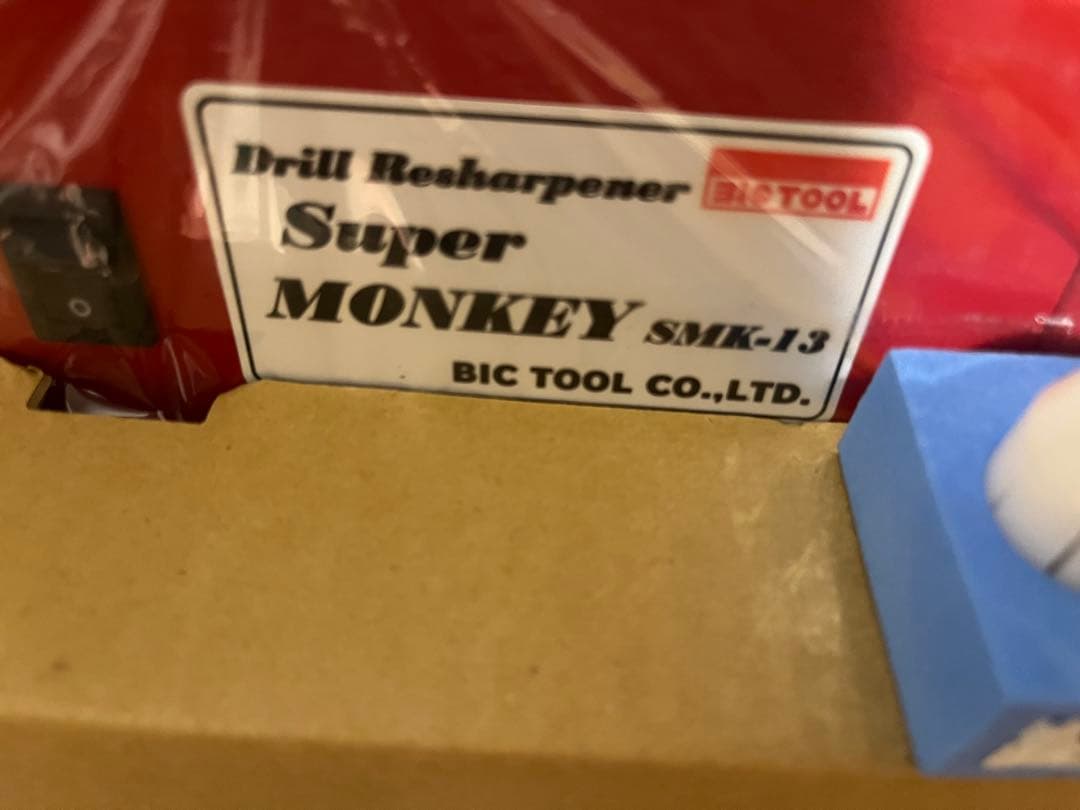 Drill Resharpener
BIC TOOL
Super
MONKEY SMK-13
BIC TOOL CO.,LTD.